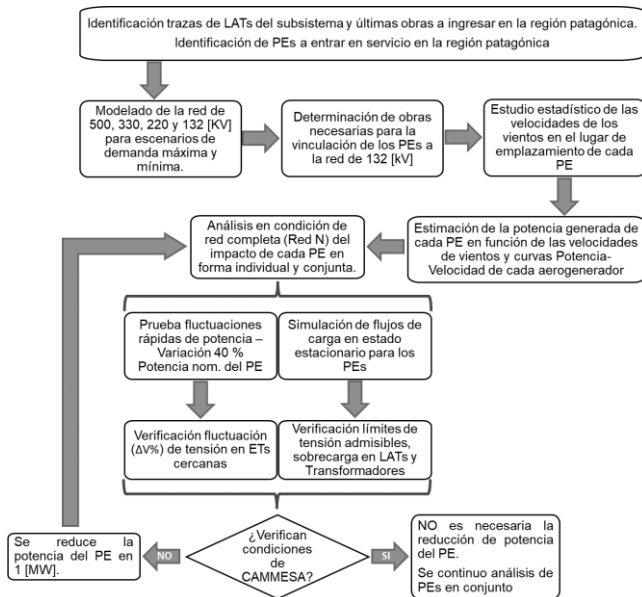 Identificación trazas de LATs del subsistema y últimas obras a ingresar en la región patagónica.
Identificación de PEs a entrar en servicio en la región patagónica
Modelado de la red de
500, 330, 220 y 132 [KV]
para escenarios de
demanda máxima y
mínima.
Determinación de obras
necesarias para la
vinculación de los PEs a
la red de 132 [kV]
Estudio estadístico de las
velocidades de los
vientos en el lugar de
emplazamiento de cada
PE
Estimación de la potencia generada
de cada PE en función de las velocidades
de vientos y curvas Potencia-
Velocidad de cada aerogenerador
Análisis en condición de
red completa (Red N) del
impacto de cada PE en
forma individual y conjunta.
Prueba fluctuaciones
rápidas de potencia –
Variación 40 %
Potencia nom. del PE
Simulación de flujos de
carga en estado
estacionario para los
PEs
Verificación fluctuación
(ΔV%) de tensión en ETs
cercanas
Verificación límites de
tensión admisibles,
sobrecarga en LATs y
Transformadores
¿Verifican
condiciones
de
CAMMESA?
NO
Se reduce la
potencia del PE en
1 [MW].
SI
NO es necesaria la
reducción de potencia
del PE.
Se continuo análisis de
PEs en conjunto